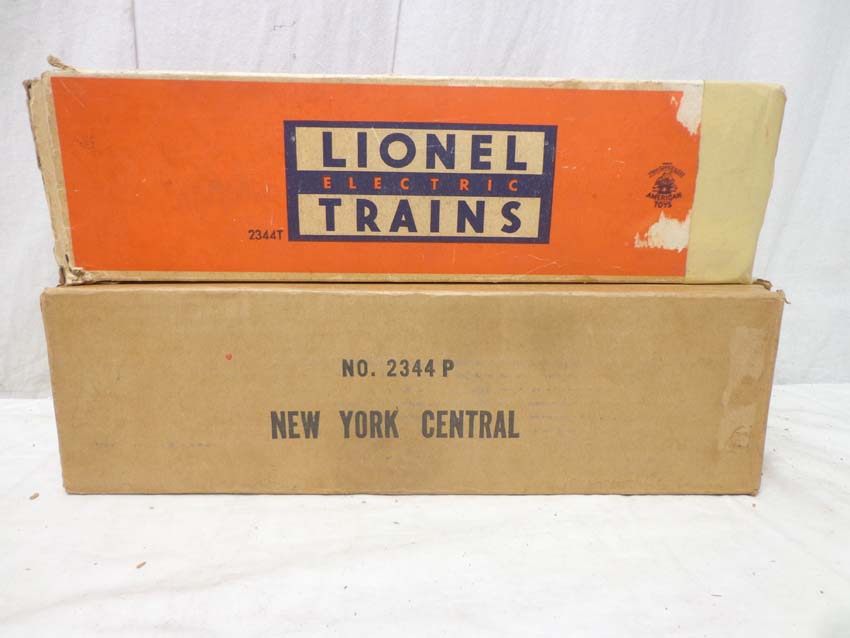 LIONEL
ELECTRIC
TRAINS
2344T
AMERICAN
TOYS
NO. 2344 P
NEW YORK CENTRAL